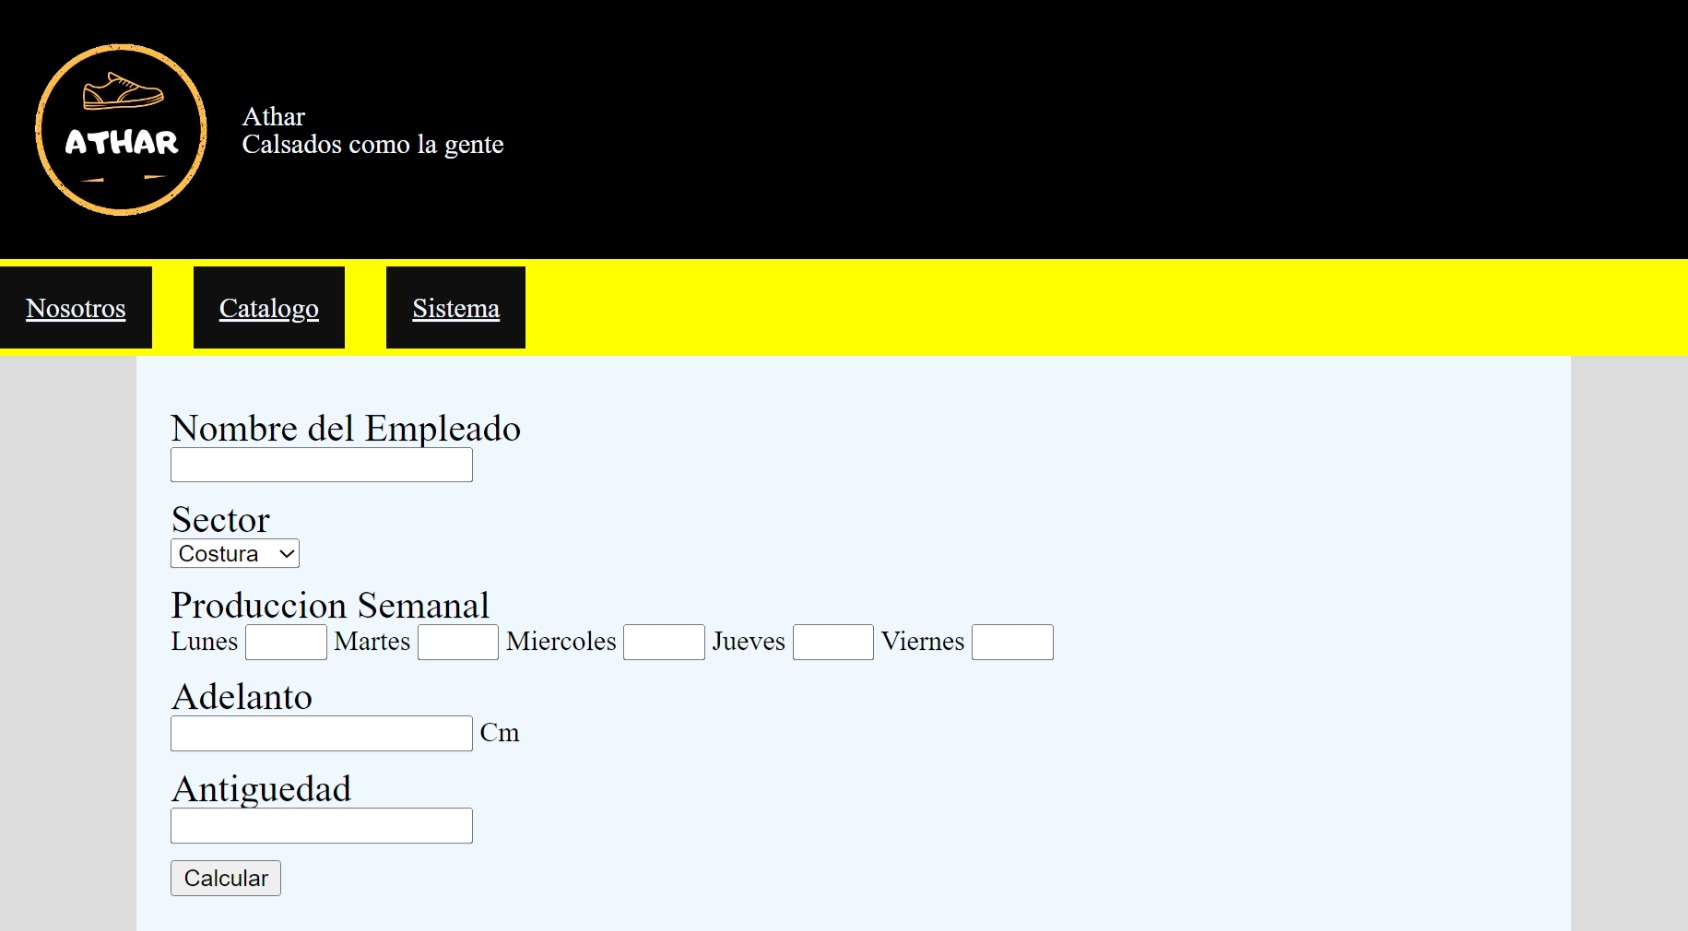 ATHAR
Athar
Calsados como la gente
Nosotros Catalogo Sistema
Nombre del Empleado
Sector
Costura
Produccion Semanal
Lunes Martes Miercoles Jueves Viernes
Adelanto
Cm
Antiguedad
Calcular